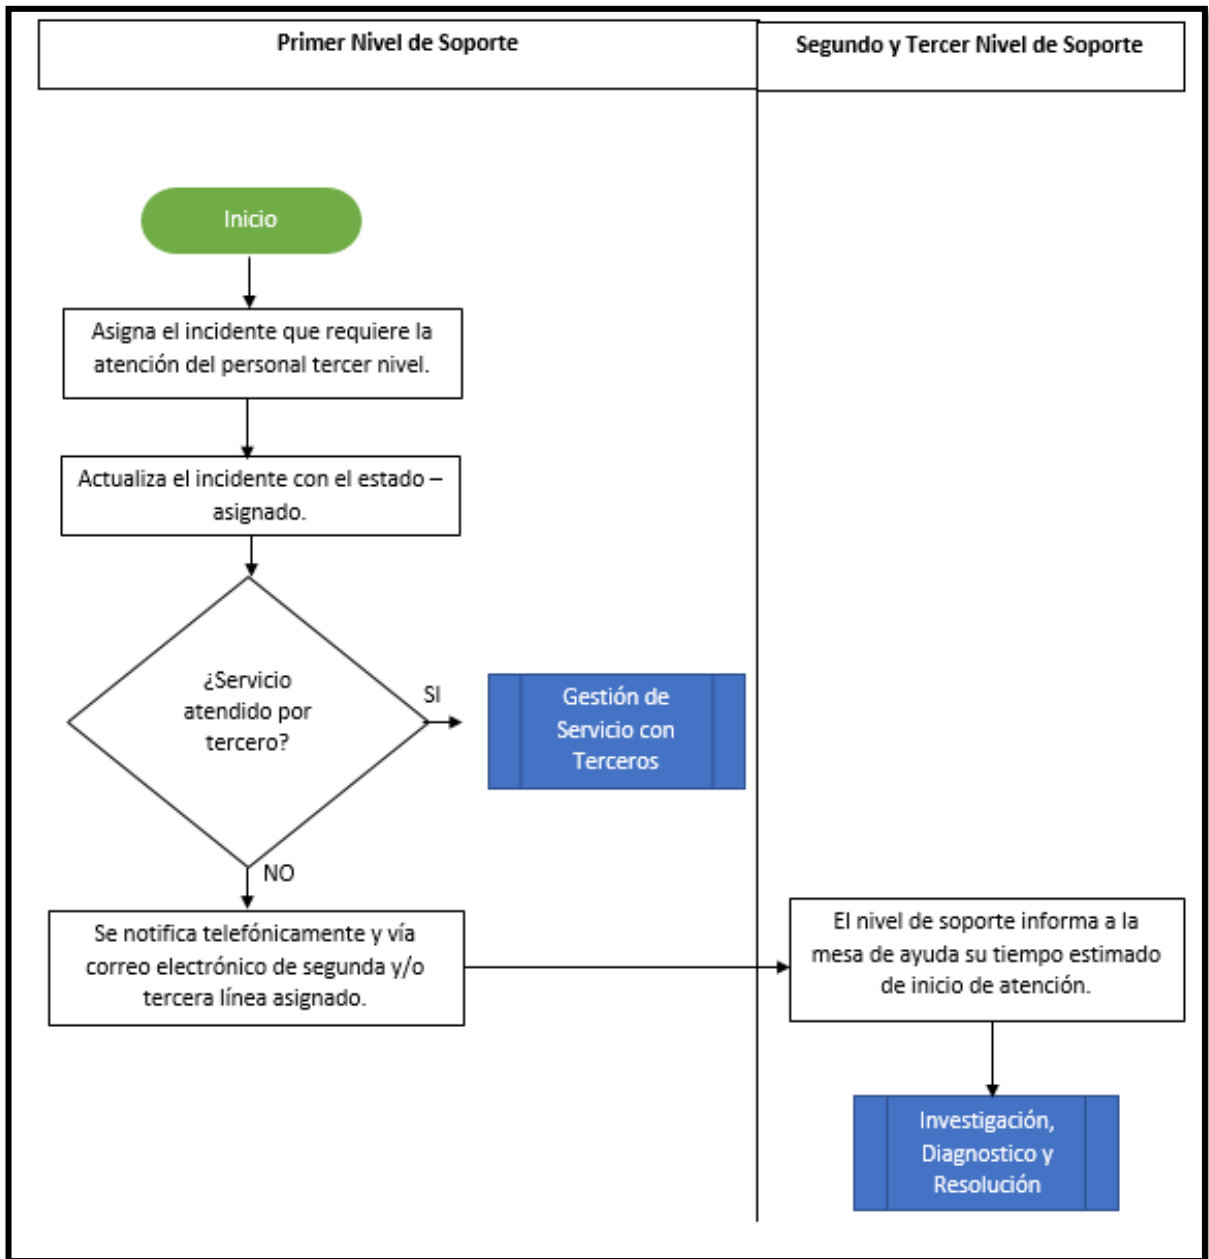 Primer Nivel de Soporte
Segundo y Tercer Nivel de Soporte
Inicio
Asigna el incidente que requiere la
atención del personal tercer nivel.
Actualiza el incidente con el estado –
asignado.
¿Servicio
atendido por
tercero?
SI
Gestión de
Servicio con
Terceros
NO
Se notifica telefónicamente y vía
correo electrónico de segunda y/o
tercera línea asignado.
El nivel de soporte informa a la
mesa de ayuda su tiempo estimado
de inicio de atención.
Investigación,
Diagnostico y
Resolución